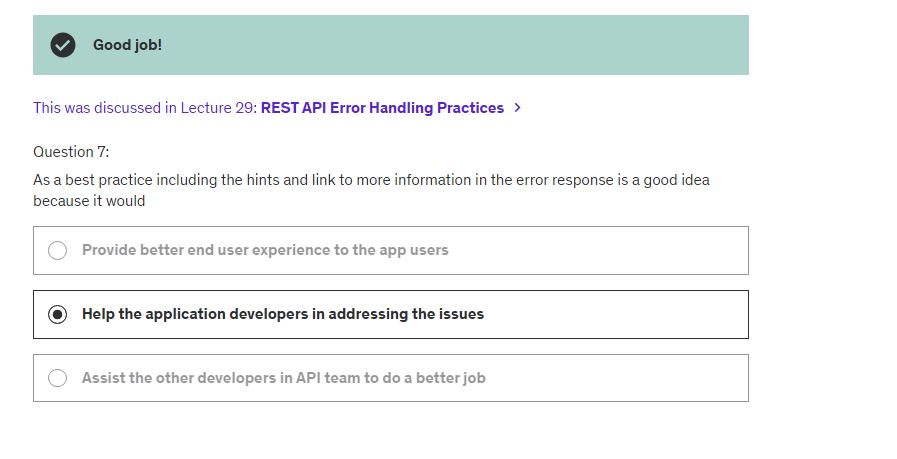 Good job!
This was discussed in Lecture 29: REST API Error Handling Practices >
Question 7:
As a best practice including the hints and link to more information in the error response is a good idea
because it would
Provide better end user experience to the app users
Help the application developers in addressing the issues
Assist the other developers in API team to do a better job